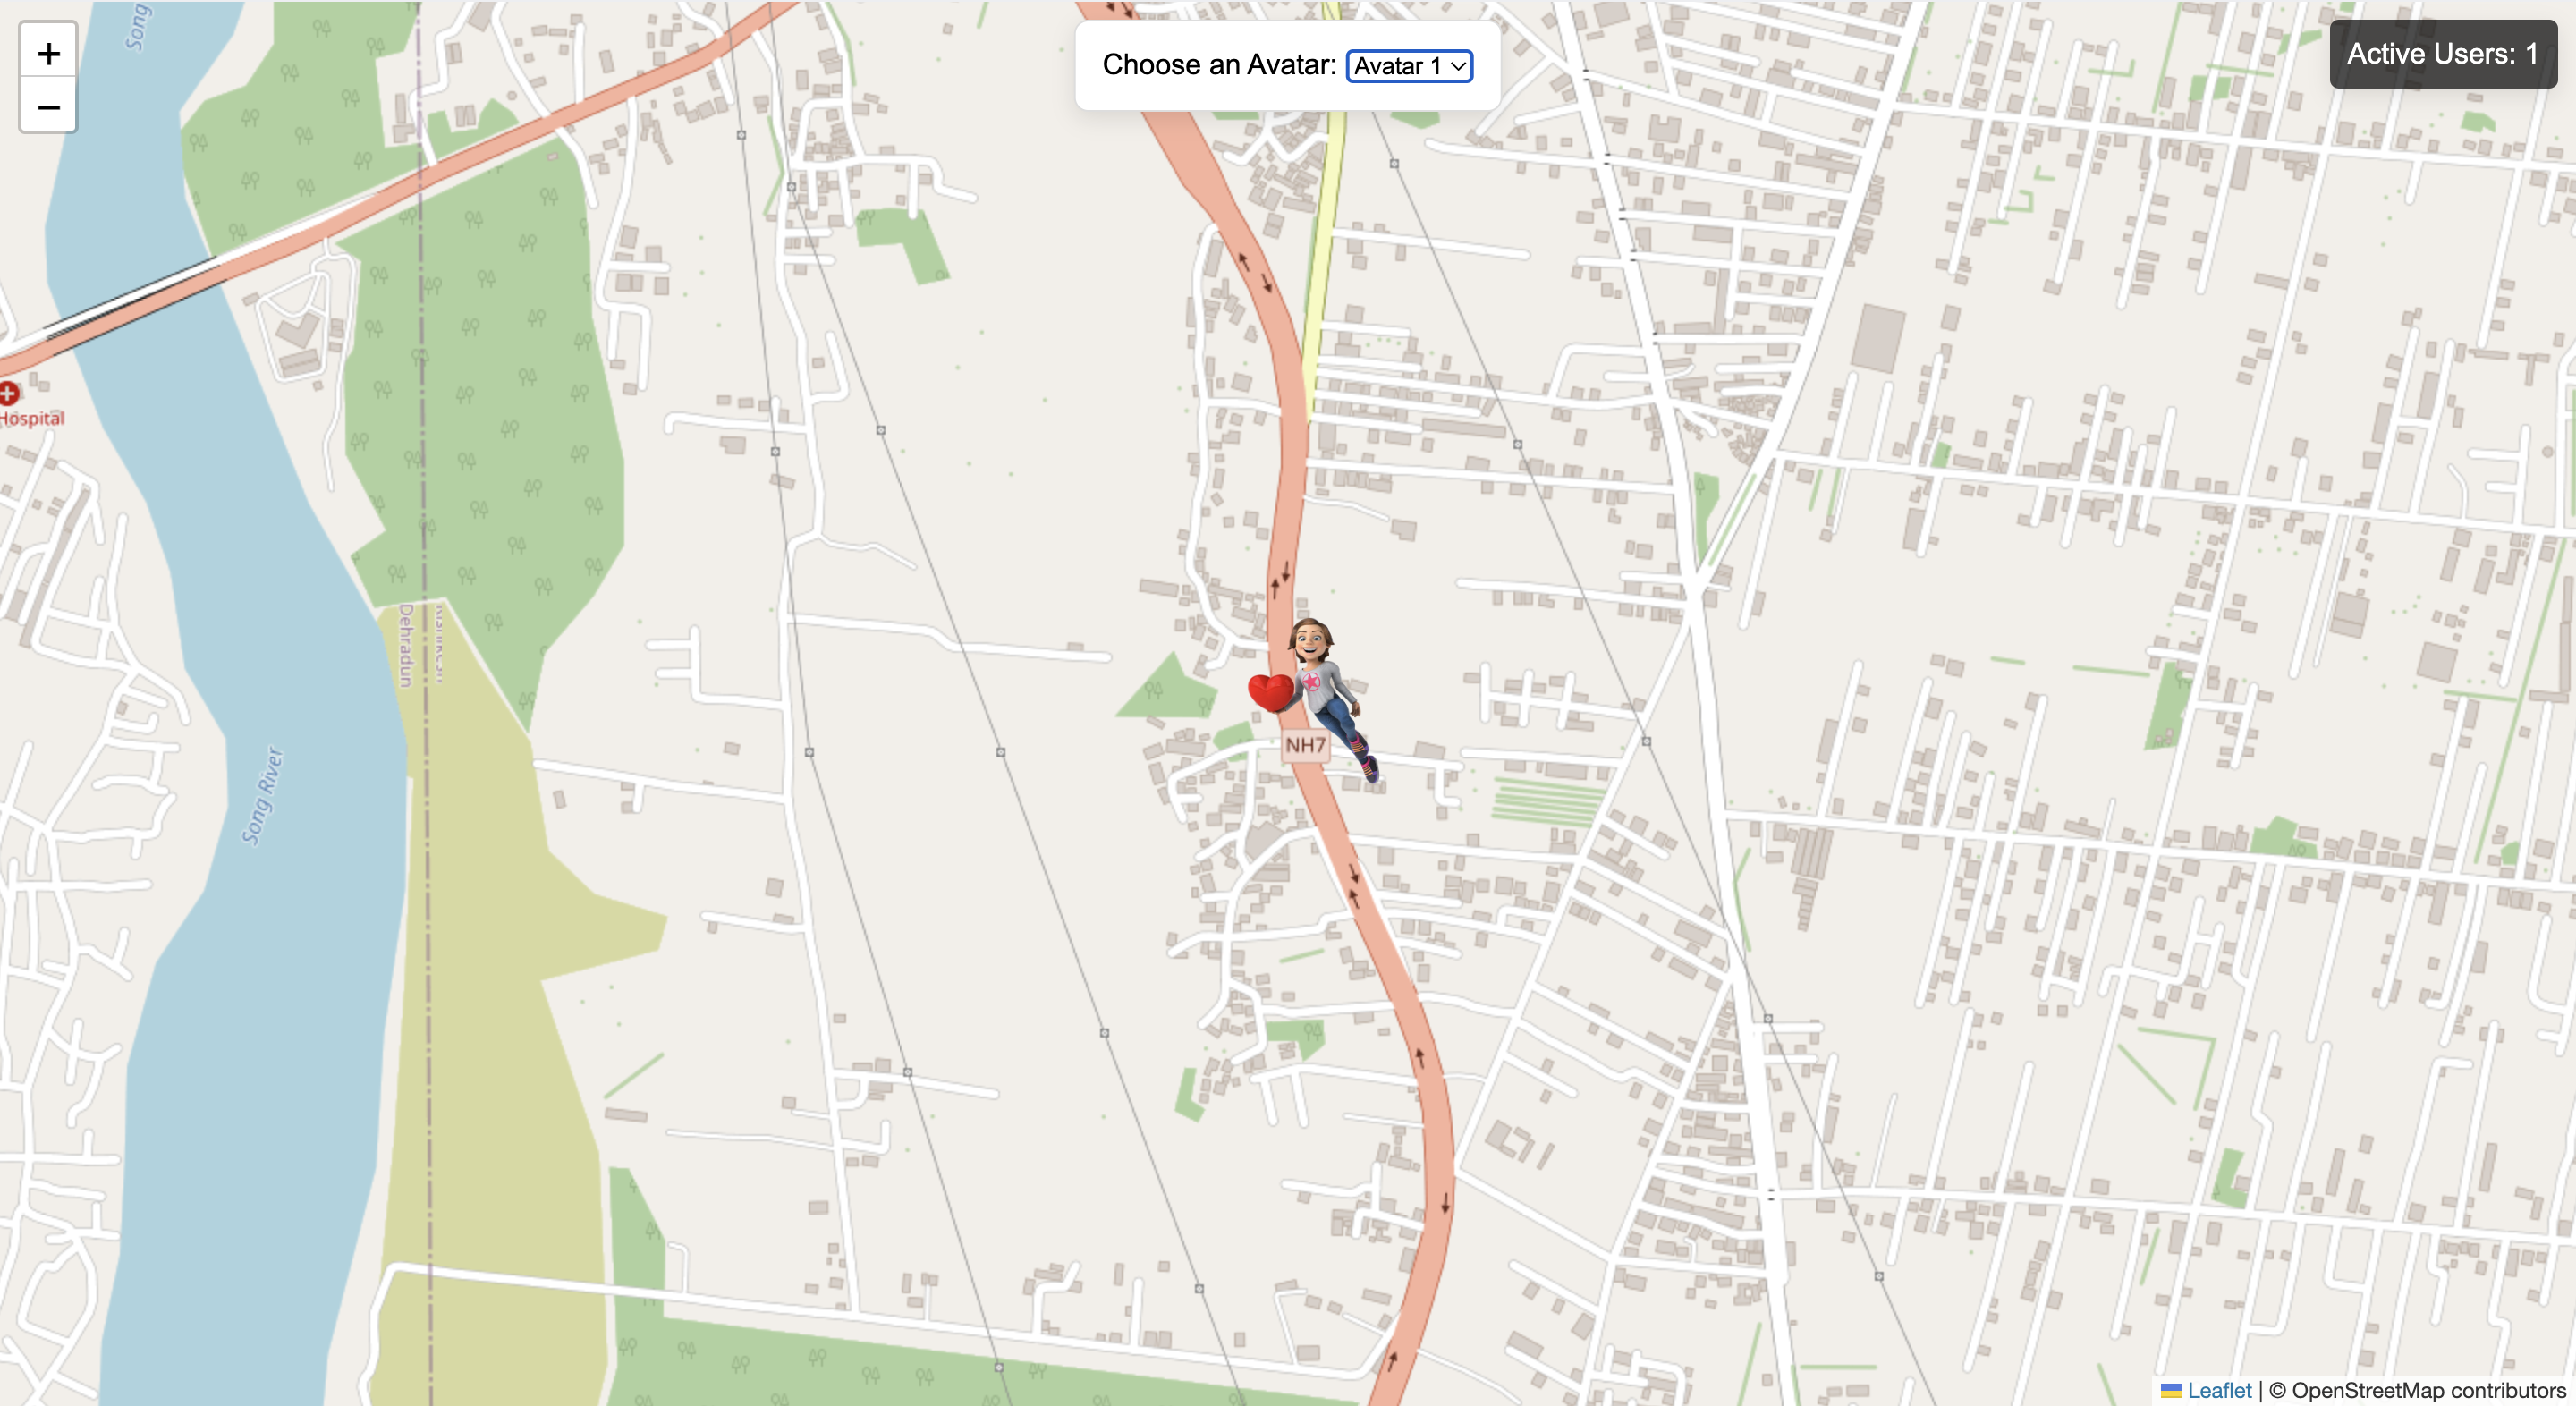 Song
+
−
Choose an Avatar: Avatar 1
Active Users: 1
Hospital
Dehradun
NH7
Song River
Leaflet | © OpenStreetMap contributors